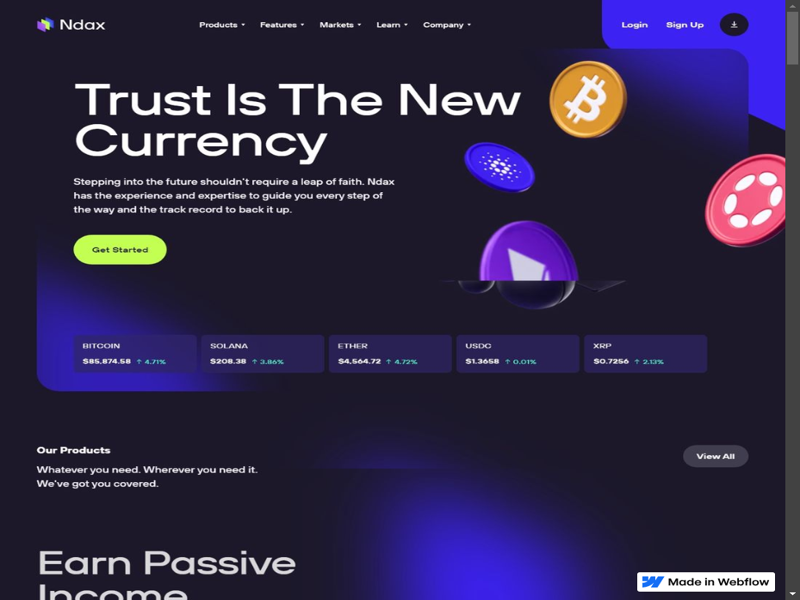 Ndax
Products
Features
Markets
Learn
Company
Login
Sign Up
Trust Is The New
Currency
Stepping into the future shouldn't require a leap of faith. Ndax
has the experience and expertise to guide you every step of
the way and the track record to back it up.
Get Started
BITCOIN
$85,874.58 ↑ 4.71%
SOLANA
$208.38 ↑ 3.86%
ETHER
$4,564.72 ↑ 4.72%
USDC
$1.3658 ↑ 0.01%
XRP
$0.7256 ↑ 2.13%
Our Products
View All
Whatever you need. Wherever you need it.
We've got you covered.
Earn Passive
Income
Made in Webflow